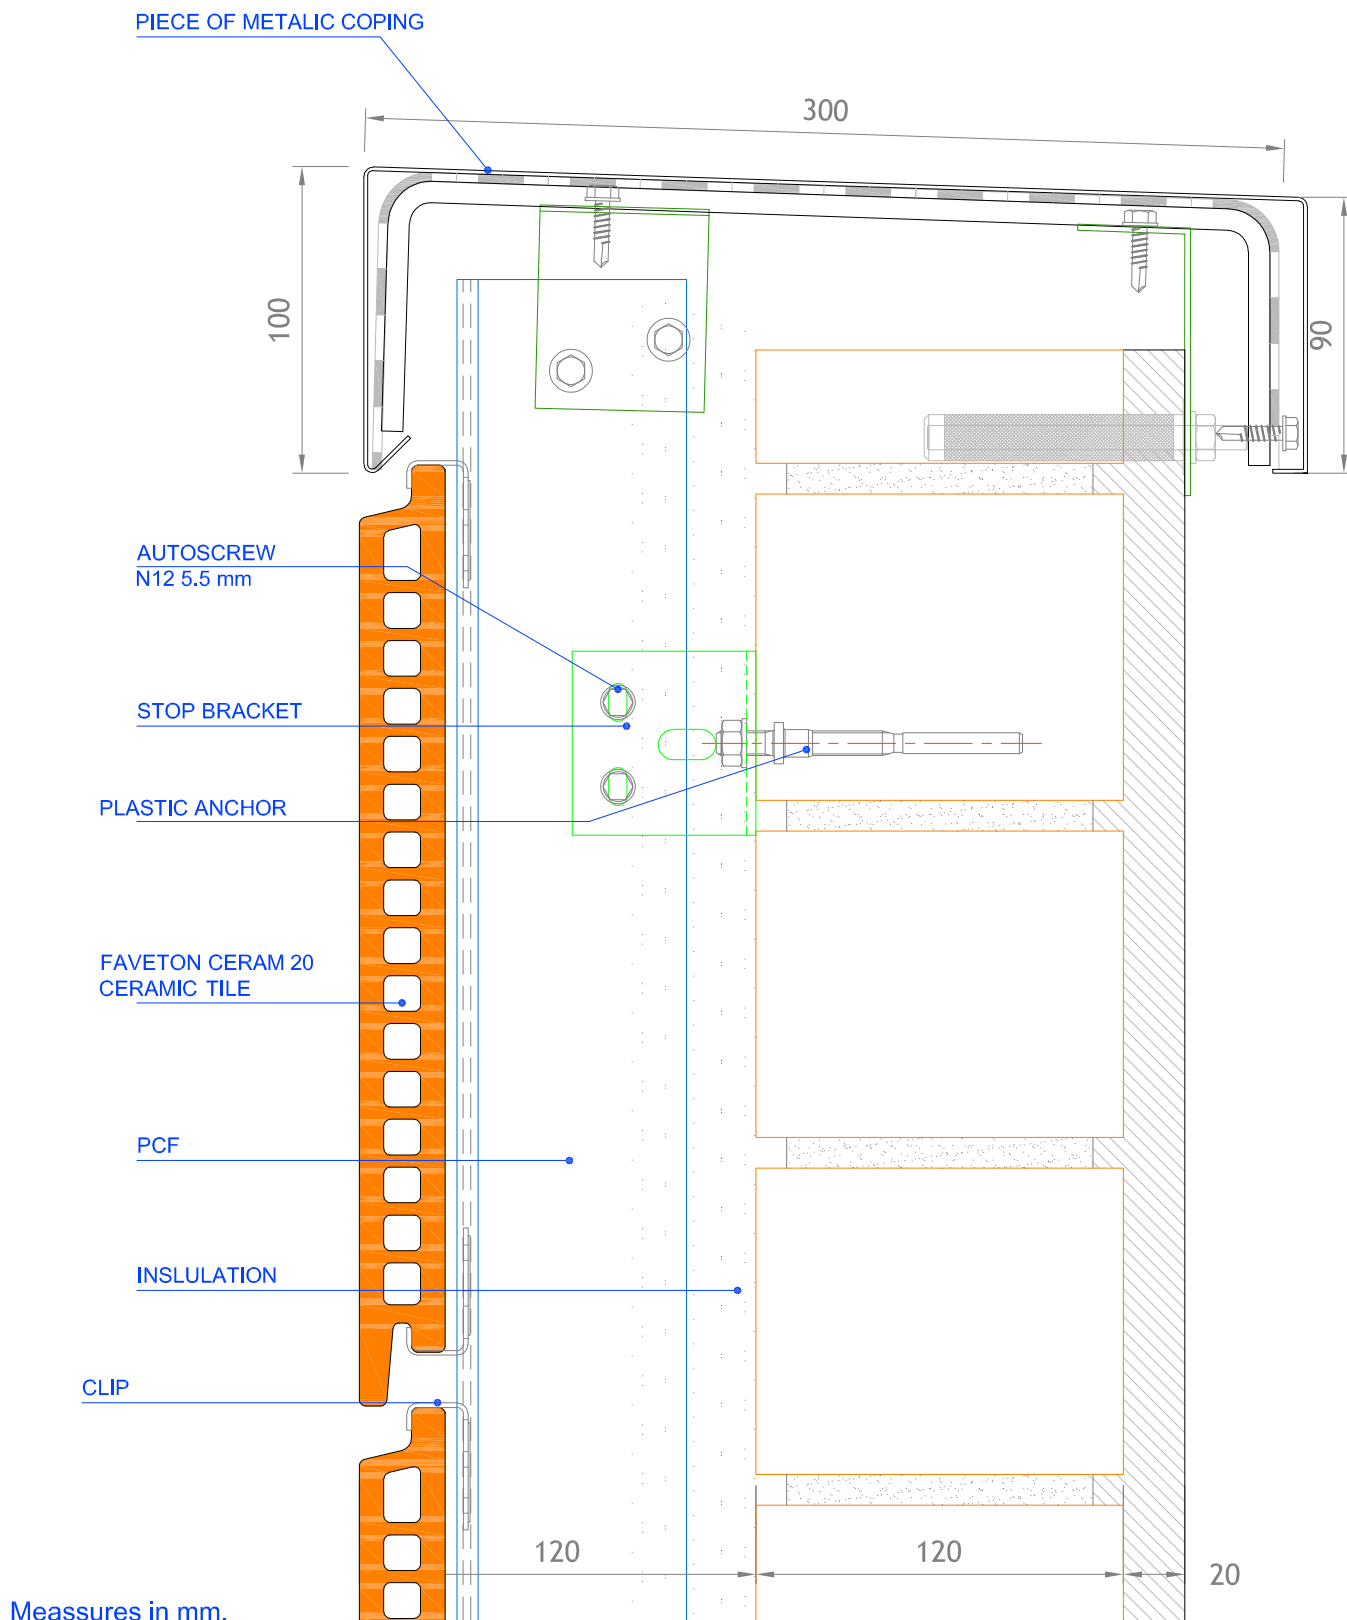 PIECE OF METALIC COPING
300
100
90
AUTOSCREW
N12 5.5 mm
STOP BRACKET
PLASTIC ANCHOR
FAVETON CERAM 20
CERAMIC TILE
PCF
INSLULATION
CLIP
120
120
20
Meassures in mm.